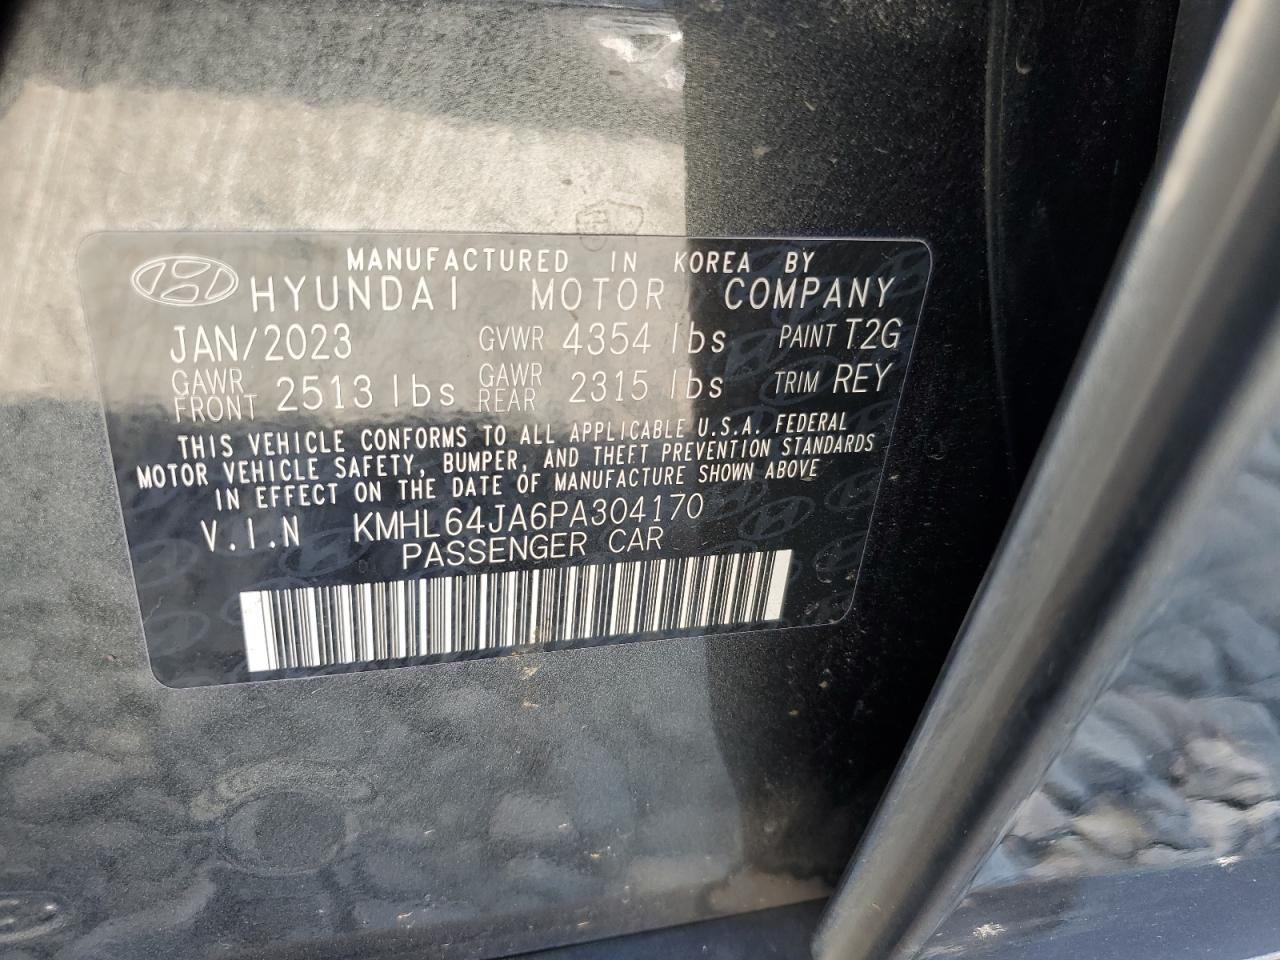 MANUFACTURED IN KOREA BY
HYUNDAI MOTOR COMPANY
JAN/2023 GVWR 4354 lbs PAINT T2G
GAWR FRONT 2513 lbs GAWR REAR 2315 lbs TRIM REY
THIS VEHICLE CONFORMS TO ALL APPLICABLE U.S.A. FEDERAL
MOTOR VEHICLE SAFETY, BUMPER, AND THEFT PREVENTION STANDARDS
IN EFFECT ON THE DATE OF MANUFACTURE SHOWN ABOVE
V.I.N KMHL64JA6PA304170
PASSENGER CAR